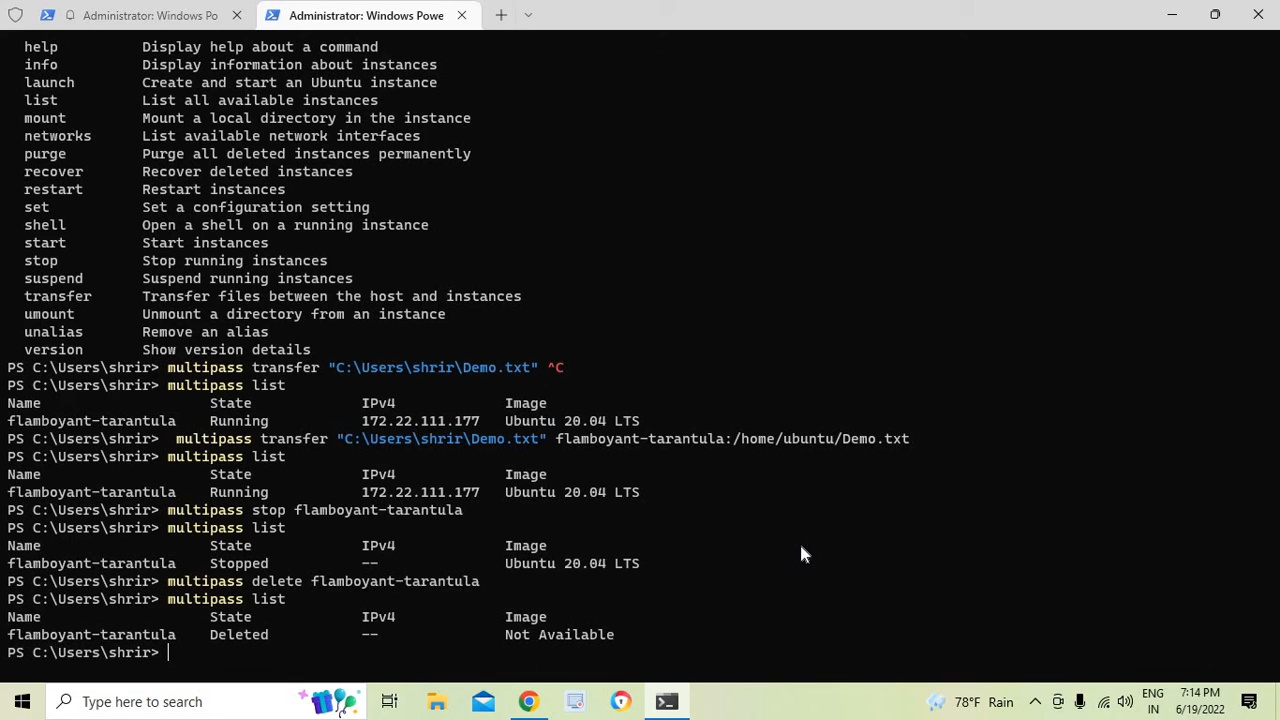 Administrator: Windows Po
Administrator: Windows Powe
help Display help about a command
info Display information about instances
launch Create and start an Ubuntu instance
list List all available instances
mount Mount a local directory in the instance
networks List available network interfaces
purge Purge all deleted instances permanently
recover Recover deleted instances
restart Restart instances
set Set a configuration setting
shell Open a shell on a running instance
start Start instances
stop Stop running instances
suspend Suspend running instances
transfer Transfer files between the host and instances
umount Unmount a directory from an instance
unalias Remove an alias
version Show version details
PS C:\Users\shrir> multipass transfer "C:\Users\shrir\Demo.txt" ^C
PS C:\Users\shrir> multipass list
Name State IPv4 Image
flamboyant-tarantula Running 172.22.111.177 Ubuntu 20.04 LTS
PS C:\Users\shrir> multipass transfer "C:\Users\shrir\Demo.txt" flamboyant-tarantula:/home/ubuntu/Demo.txt
PS C:\Users\shrir> multipass list
Name State IPv4 Image
flamboyant-tarantula Running 172.22.111.177 Ubuntu 20.04 LTS
PS C:\Users\shrir> multipass stop flamboyant-tarantula
PS C:\Users\shrir> multipass list
Name State IPv4 Image
flamboyant-tarantula Stopped -- Ubuntu 20.04 LTS
PS C:\Users\shrir> multipass delete flamboyant-tarantula
PS C:\Users\shrir> multipass list
Name State IPv4 Image
flamboyant-tarantula Deleted -- Not Available
PS C:\Users\shrir>
Type here to search
78°F Rain
ENG
IN
7:14 PM
6/19/2022